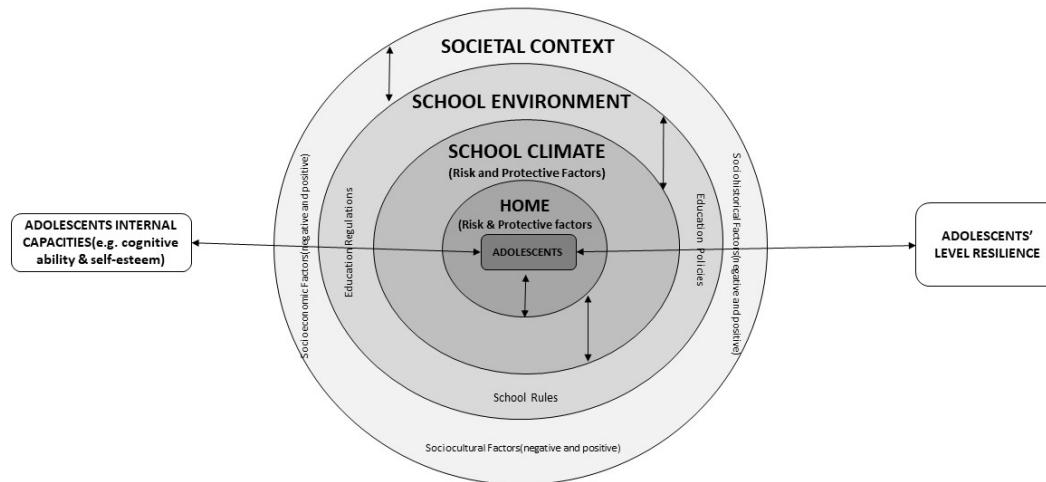 SOCIETAL CONTEXT
SCHOOL ENVIRONMENT
SCHOOL CLIMATE
(Risk and Protective Factors)
HOME
(Risk & Protective factors
ADOLESCENTS
ADOLESCENTS INTERNAL
CAPACITIES(e.g. cognitive
ability & self-esteem)
Socioeconomic Factors(negative and positive)
Education Regulations
Education Policies
Sociohistorical Factors(negative and positive)
ADOLESCENTS’
LEVEL RESILIENCE
School Rules
Sociocultural Factors(negative and positive)